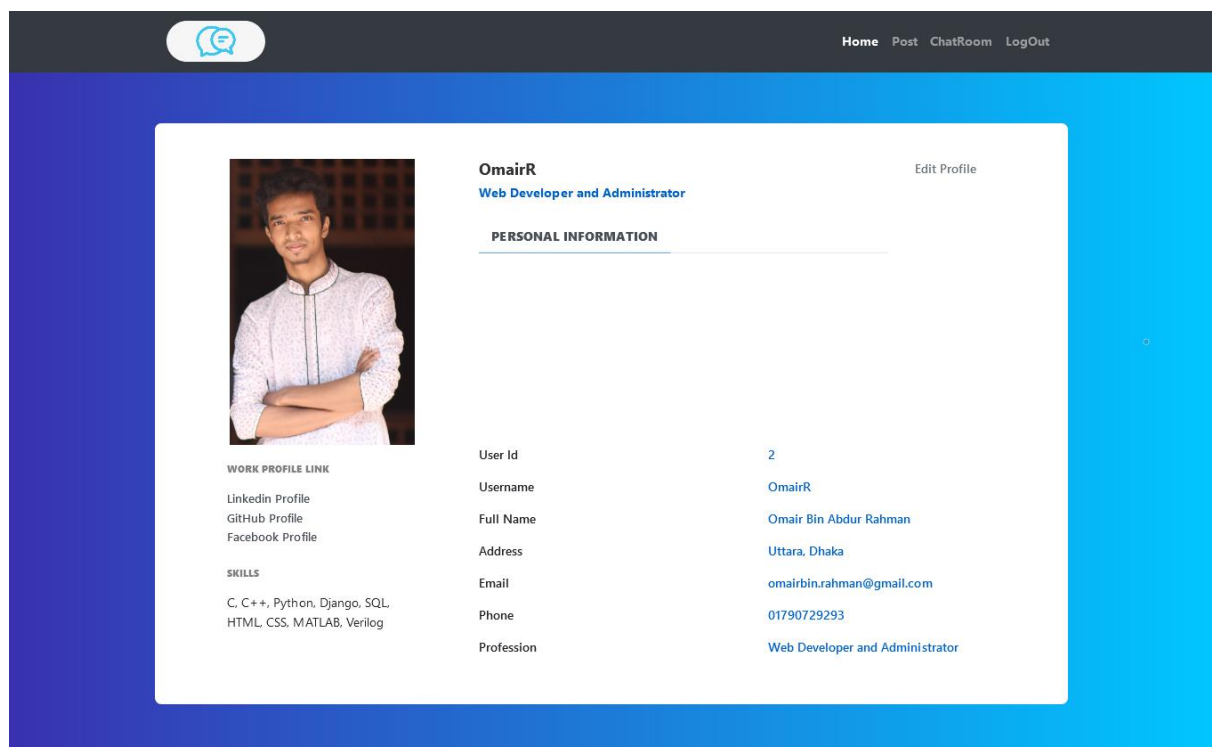 Home Post ChatRoom LogOut
OmairR
Edit Profile
Web Developer and Administrator
PERSONAL INFORMATION
WORK PROFILE LINK
Linkedin Profile
GitHub Profile
Facebook Profile
SKILLS
C, C++, Python, Django, SQL,
HTML, CSS, MATLAB, Verilog
User Id 2
Username OmairR
Full Name Omair Bin Abdur Rahman
Address Uttara, Dhaka
Email omairbin.rahman@gmail.com
Phone 01790729293
Profession Web Developer and Administrator